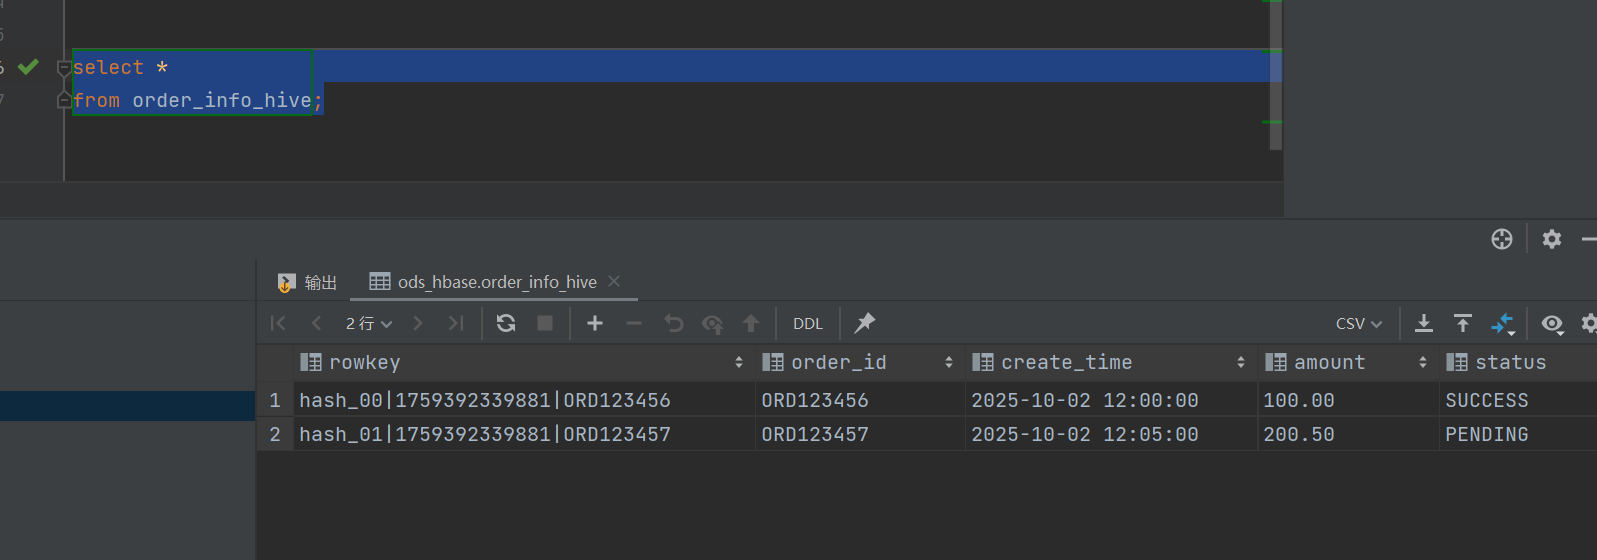 6
select *
7
from order_info_hive;
输出
ods_hbase.order_info_hive
2 行
DDL
CSV
rowkey order_id create_time amount status
1 hash_00|1759392339881|ORD123456 ORD123456 2025-10-02 12:00:00 100.00 SUCCESS
2 hash_01|1759392339881|ORD123457 ORD123457 2025-10-02 12:05:00 200.50 PENDING